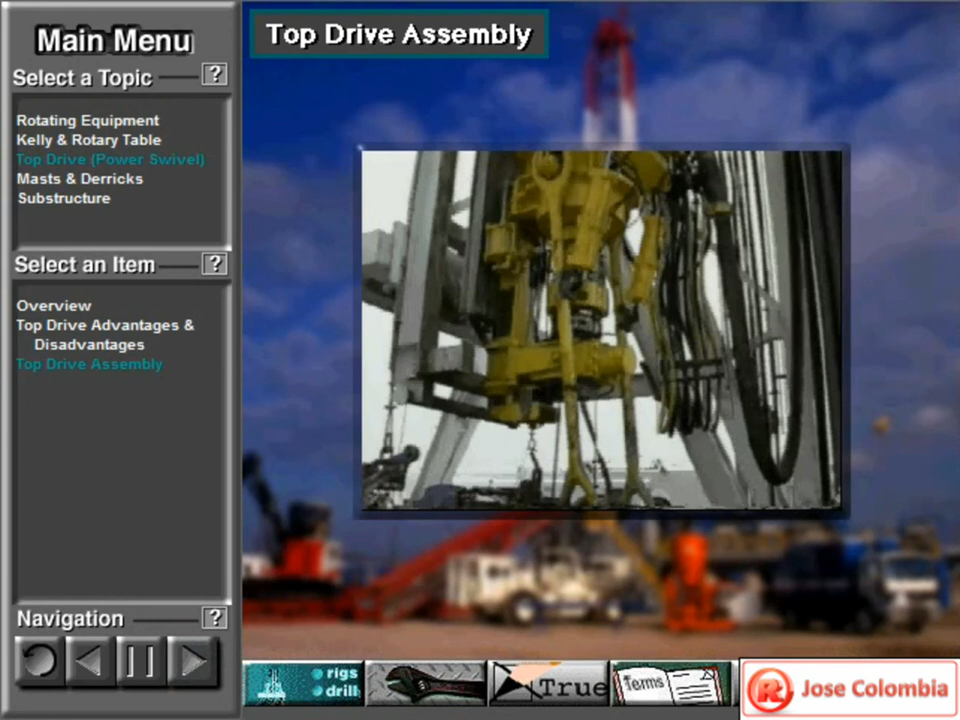 Main Menu
Select a Topic
?
Rotating Equipment
Kelly & Rotary Table
Top Drive (Power Swivel)
Masts & Derricks
Substructure
Select an Item
?
Overview
Top Drive Advantages &
Disadvantages
Top Drive Assembly
Navigation
?
Top Drive Assembly
rigs
drill
True
Terms
R Jose Colombia